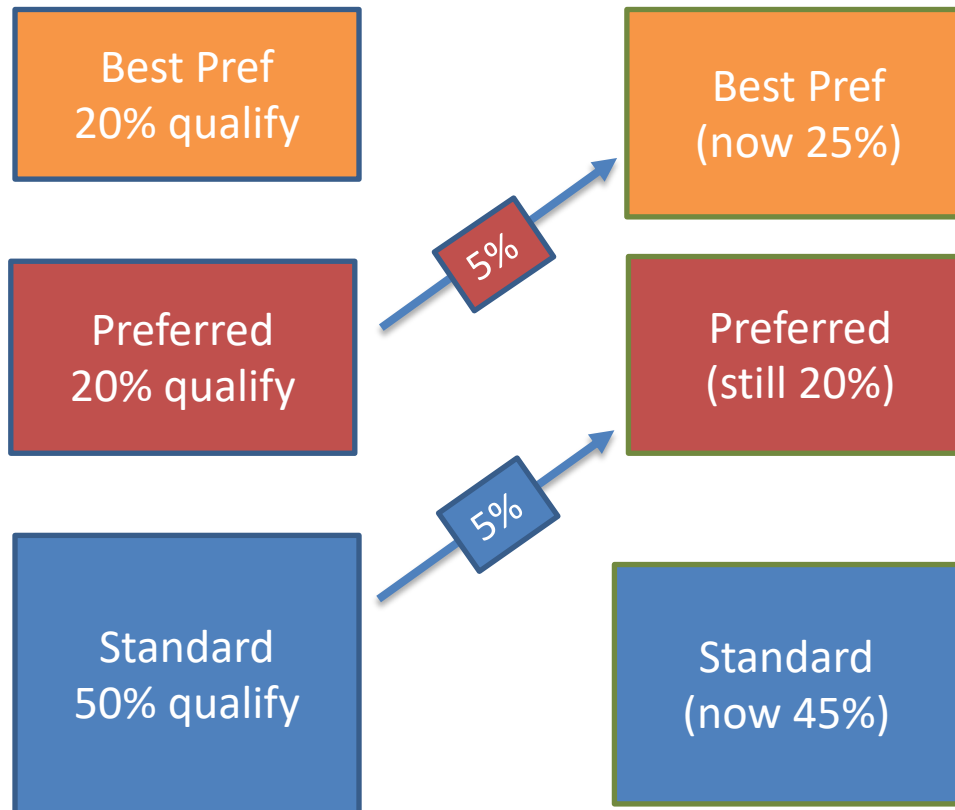 Best Pref
20% qualify
Preferred
20% qualify
Standard
50% qualify
5%
5%
Best Pref
(now 25%)
Preferred
(still 20%)
Standard
(now 45%)